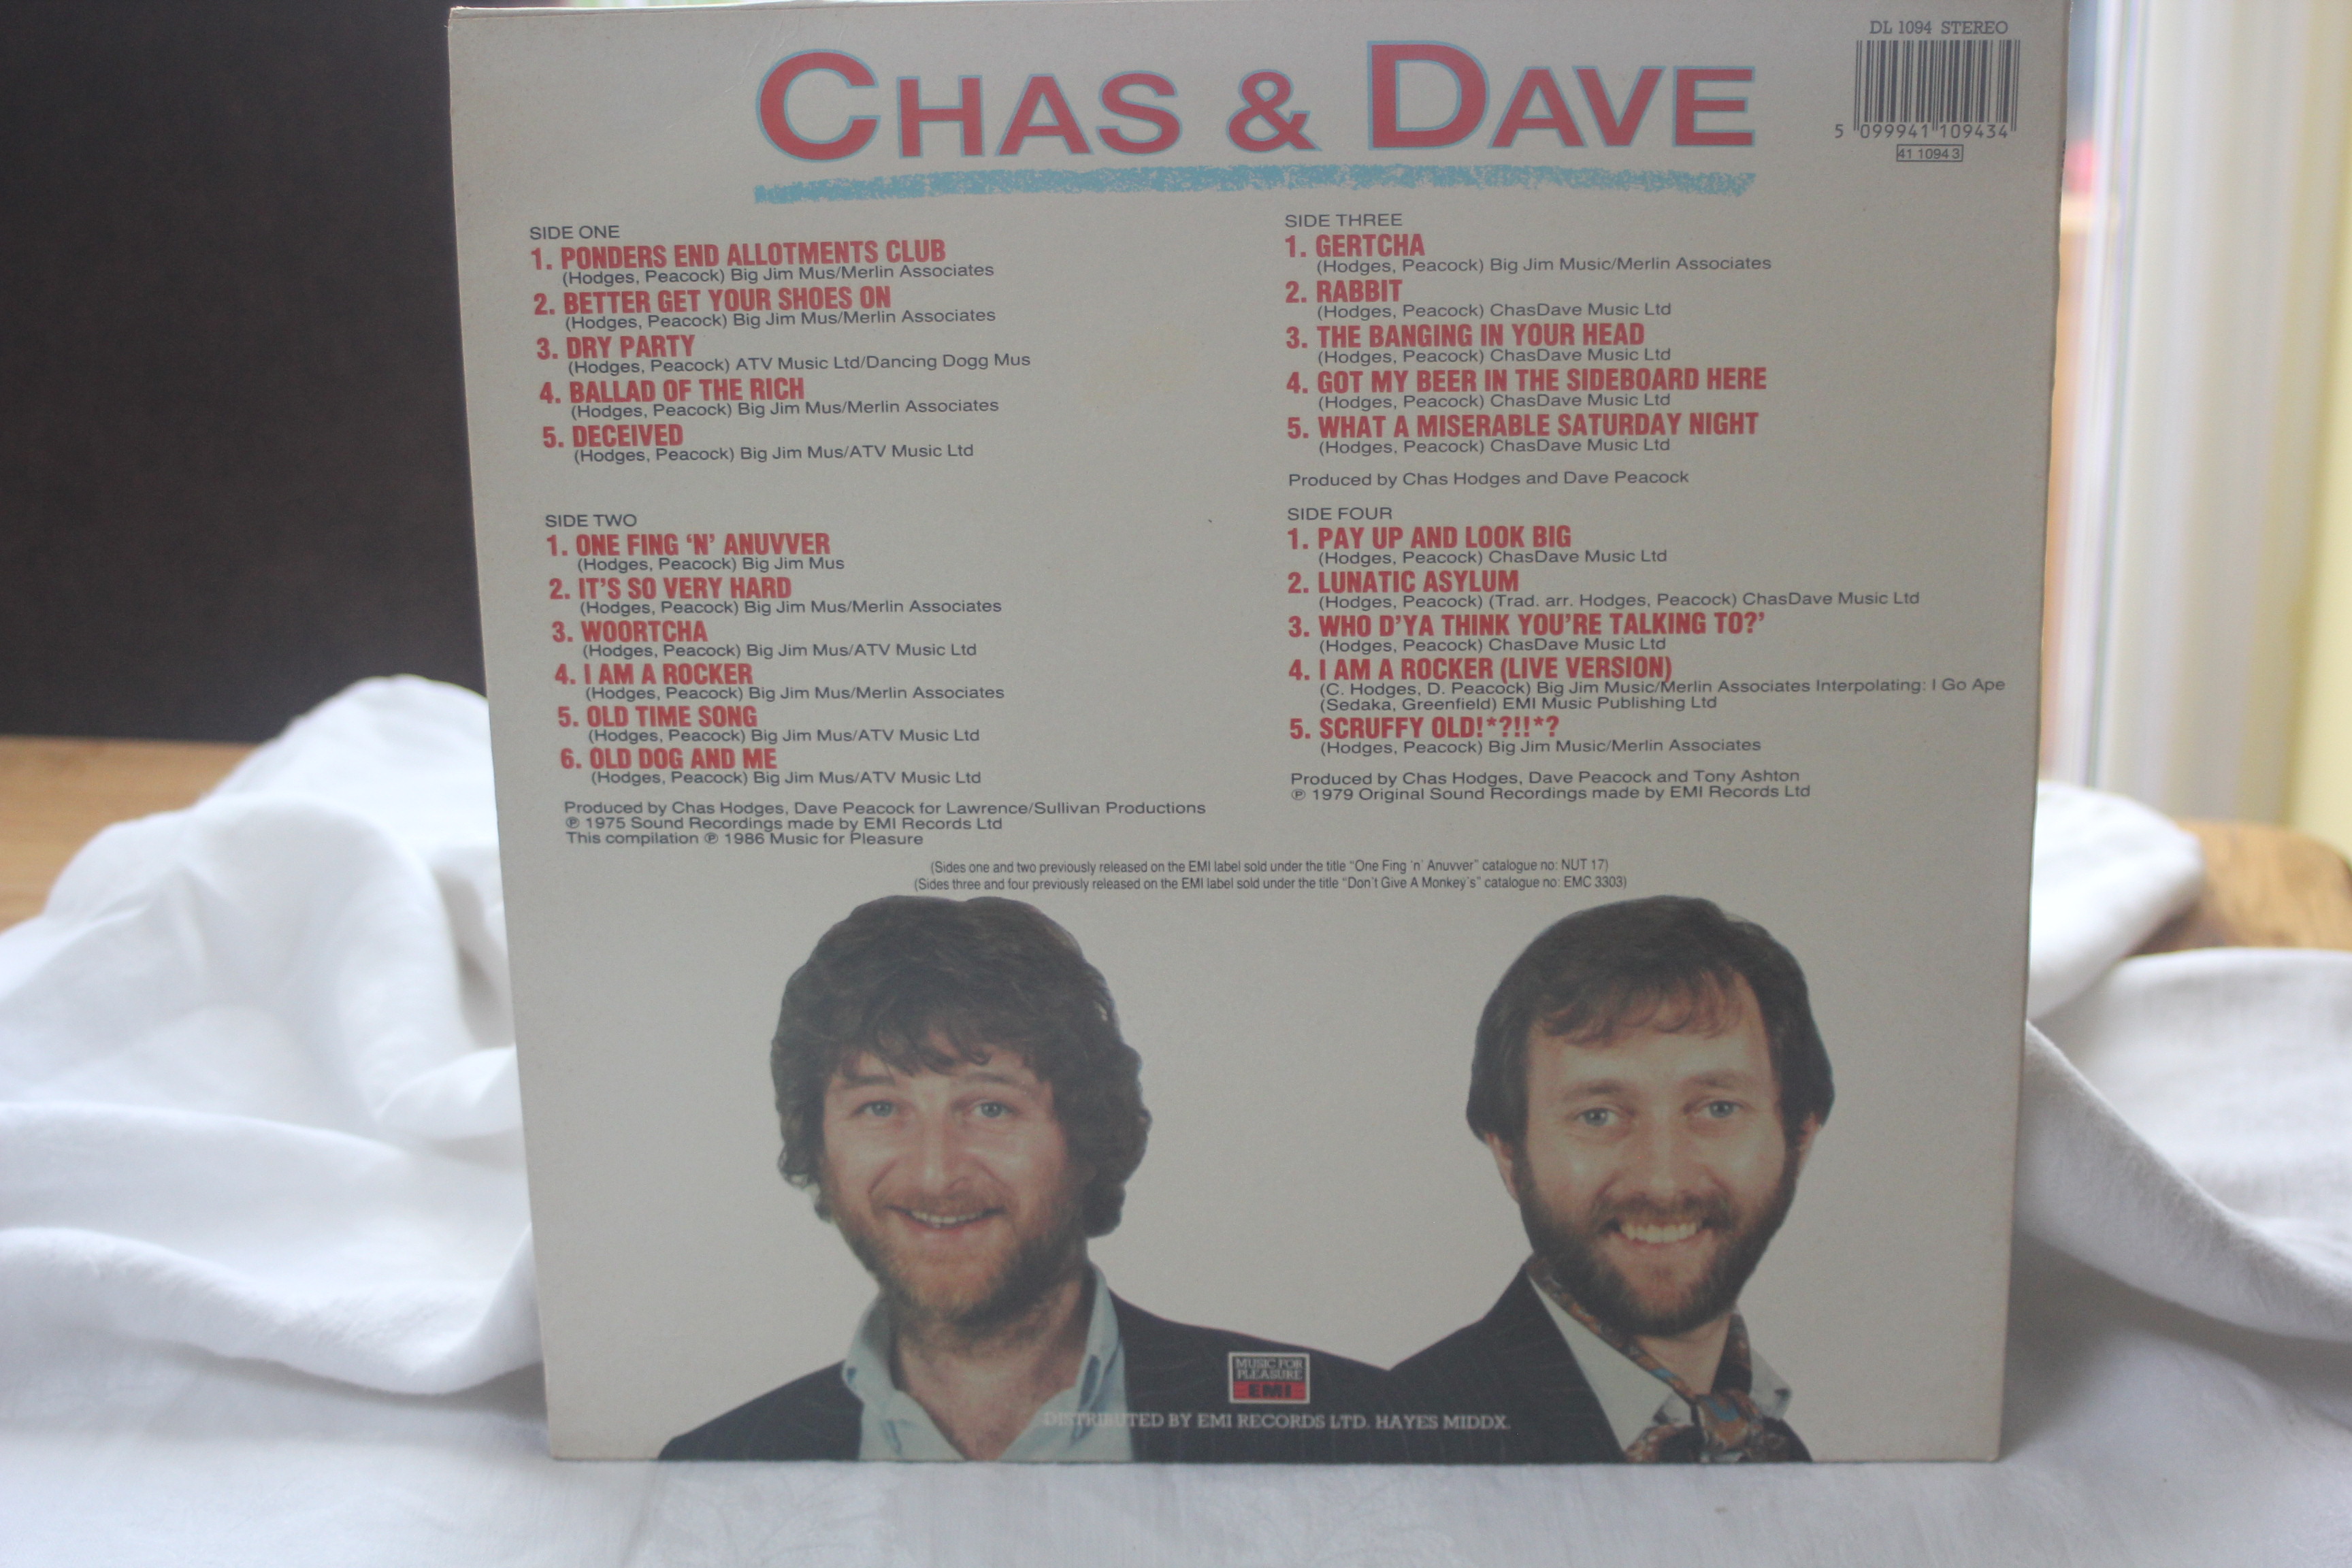 DL 1094 STEREO
CHAS & DAVE
5 099941 109434
41 1094 3
SIDE ONE
1. PONDERS END ALLOTMENTS CLUB
(Hodges, Peacock) Big Jim Mus/Merlin Associates
2. BETTER GET YOUR SHOES ON
(Hodges, Peacock) Big Jim Mus/Merlin Associates
3. DRY PARTY
(Hodges, Peacock) ATV Music Ltd/Dancing Dogg Mus
4. BALLAD OF THE RICH
(Hodges, Peacock) Big Jim Mus/Merlin Associates
5. DECEIVED
(Hodges, Peacock) Big Jim Mus/ATV Music Ltd
SIDE TWO
1. ONE FING ‘N’ ANUVVER
(Hodges, Peacock) Big Jim Mus
2. IT’S SO VERY HARD
(Hodges, Peacock) Big Jim Mus/Merlin Associates
3. WOORTCHA
(Hodges, Peacock) Big Jim Mus/ATV Music Ltd
4. I AM A ROCKER
(Hodges, Peacock) Big Jim Mus/Merlin Associates
5. OLD TIME SONG
(Hodges, Peacock) Big Jim Mus/ATV Music Ltd
6. OLD DOG AND ME
(Hodges, Peacock) Big Jim Mus/ATV Music Ltd
Produced by Chas Hodges, Dave Peacock for Lawrence/Sullivan Productions
℗ 1975 Sound Recordings made by EMI Records Ltd
This compilation ℗ 1986 Music for Pleasure
SIDE THREE
1. GERTCHA
(Hodges, Peacock) Big Jim Music/Merlin Associates
2. RABBIT
(Hodges, Peacock) ChasDave Music Ltd
3. THE BANGING IN YOUR HEAD
(Hodges, Peacock) ChasDave Music Ltd
4. GOT MY BEER IN THE SIDEBOARD HERE
(Hodges, Peacock) ChasDave Music Ltd
5. WHAT A MISERABLE SATURDAY NIGHT
(Hodges, Peacock) ChasDave Music Ltd
Produced by Chas Hodges and Dave Peacock
SIDE FOUR
1. PAY UP AND LOOK BIG
(Hodges, Peacock) ChasDave Music Ltd
2. LUNATIC ASYLUM
(Hodges, Peacock) (Trad. arr. Hodges, Peacock) ChasDave Music Ltd
3. WHO D’YA THINK YOU’RE TALKING TO?’
(Hodges, Peacock) ChasDave Music Ltd
4. I AM A ROCKER (LIVE VERSION)
(C. Hodges, D. Peacock) Big Jim Music/Merlin Associates Interpolating: I Go Ape
(Sedaka, Greenfield) EMI Music Publishing Ltd
5. SCRUFFY OLD!*?!!*?
(Hodges, Peacock) Big Jim Music/Merlin Associates
Produced by Chas Hodges, Dave Peacock and Tony Ashton
℗ 1979 Original Sound Recordings made by EMI Records Ltd
(Sides one and two previously released on the EMI label sold under the title “One Fing ’n’ Anuvver” catalogue no: NUT 17)
(Sides three and four previously released on the EMI label sold under the title “Don’t Give A Monkey’s” catalogue no: EMC 3303)
MUSIC FOR
PLEASURE
EMI
DISTRIBUTED BY EMI RECORDS LTD. HAYES MIDDX.